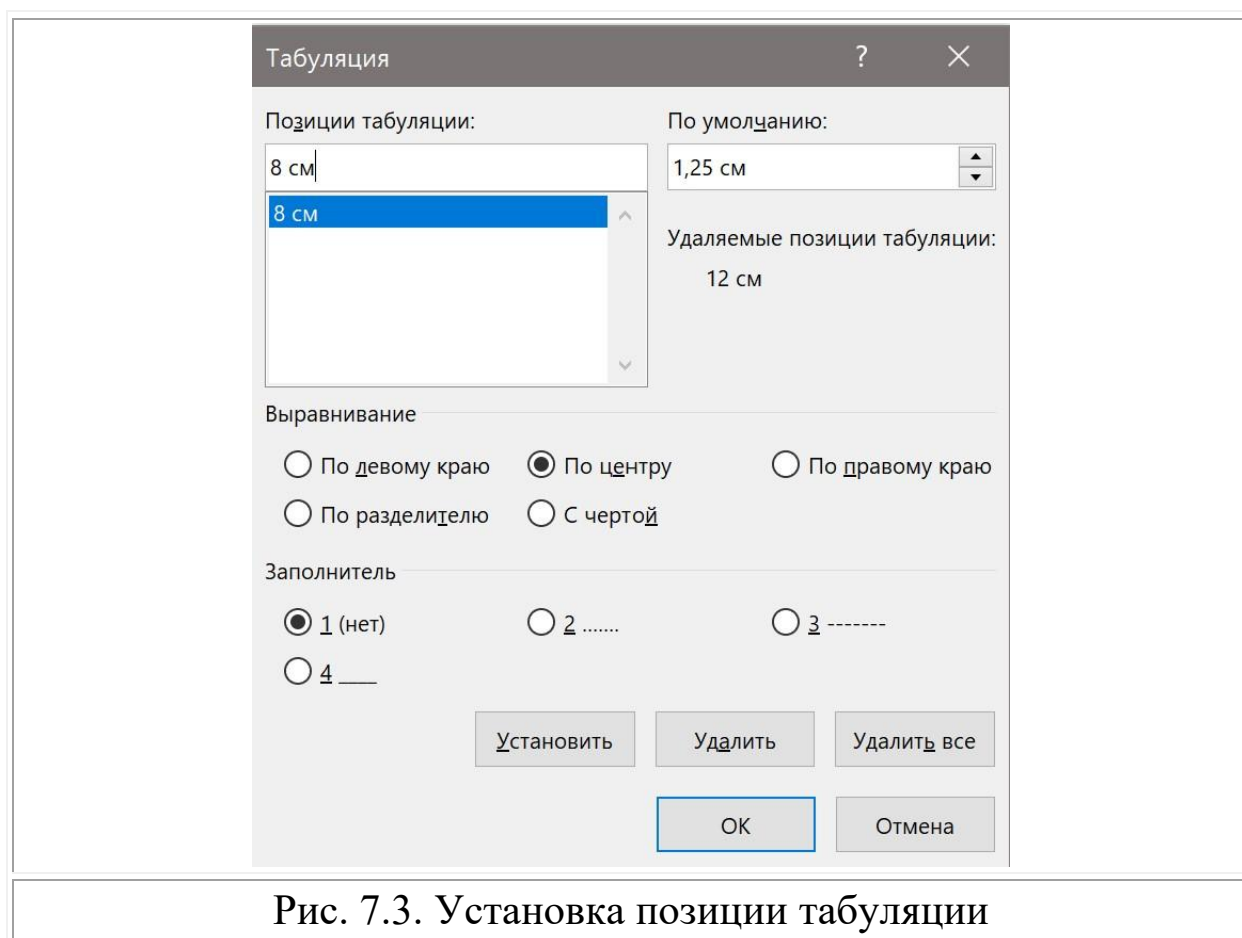 Табуляция ?
Позиции табуляции: По умолчанию:
8 см 1,25 см
8 см
Удаляемые позиции табуляции:
12 см
Выравнивание
По левому краю По центру По правому краю
По разделителю С чертой
Заполнитель
1 (нет) 2 ....... 3 -------
4 ____
Установить Удалить Удалить все
ОК Отмена
Рис. 7.3. Установка позиции табуляции